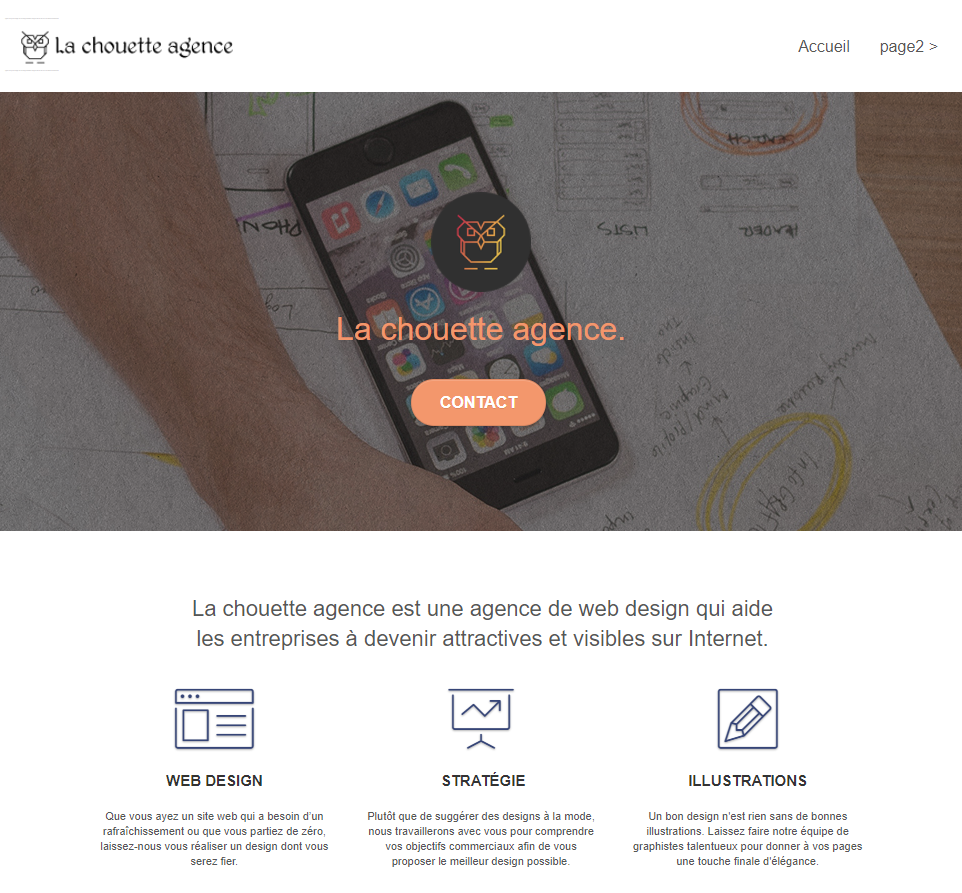 La chouette agence
Accueil
page2 >
SEARCH
PHON
LISTS
HEADER
La chouette agence.
CONTACT
La chouette agence est une agence de web design qui aide
les entreprises à devenir attractives et visibles sur Internet.
WEB DESIGN
STRATÉGIE
ILLUSTRATIONS
Que vous ayez un site web qui a besoin d'un
rafraîchissement ou que vous partiez de zéro,
laissez-nous vous réaliser un design dont vous
serez fier.
Plutôt que de suggérer des designs à la mode,
nous travaillerons avec vous pour comprendre
vos objectifs commerciaux afin de vous
proposer le meilleur design possible.
Un bon design n'est rien sans de bonnes
illustrations. Laissez faire notre équipe de
graphistes talentueux pour donner à vos pages
une touche finale d'élégance.